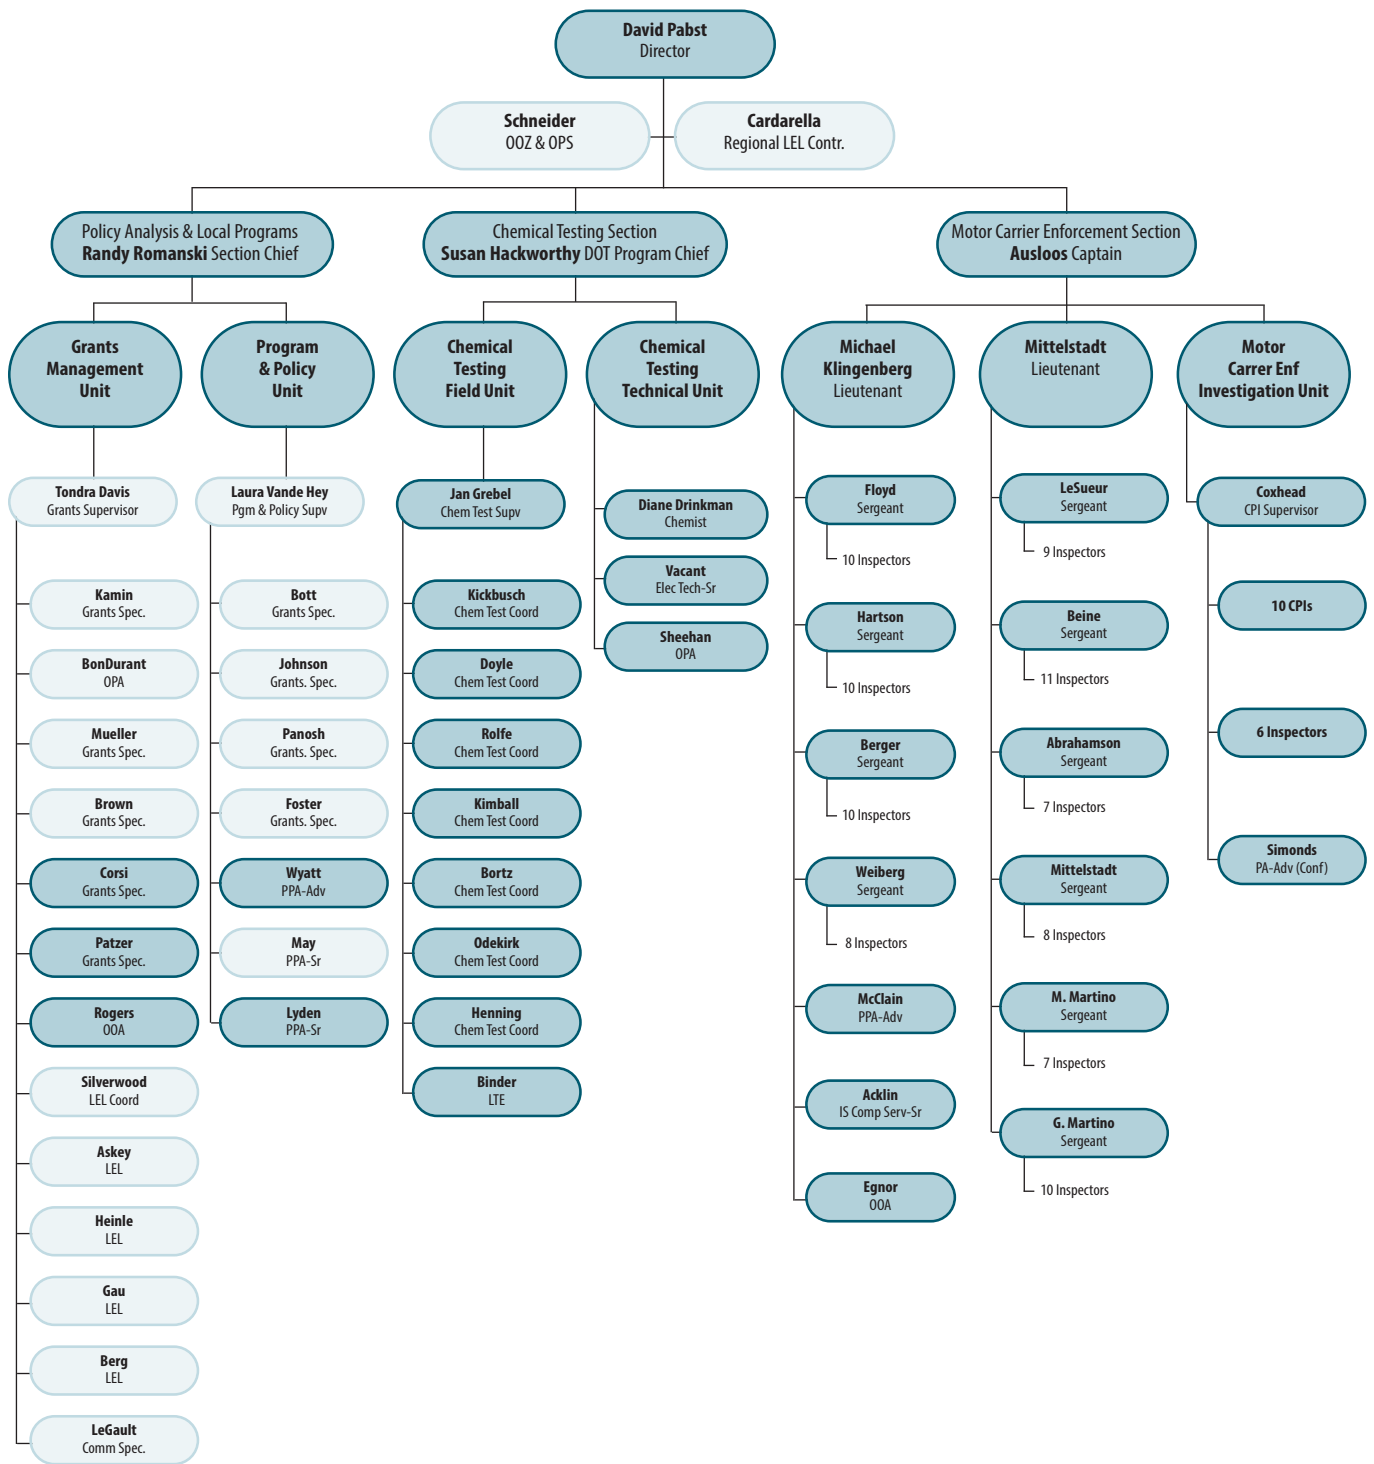 David Pabst
Director
Schneider
OOZ & OPS
Cardarella
Regional LEL Contr.
Policy Analysis & Local Programs
Randy Romanski Section Chief
Chemical Testing Section
Susan Hackworthy DOT Program Chief
Motor Carrier Enforcement Section
Ausloos Captain
Grants
Management
Unit
Program
& Policy
Unit
Chemical
Testing
Field Unit
Chemical
Testing
Technical Unit
Michael
Klingenberg
Lieutenant
Mittelstadt
Lieutenant
Motor
Carrer Enf
Investigation Unit
Tondra Davis
Grants Supervisor
Kamin
Grants Spec.
BonDurant
OPA
Mueller
Grants Spec.
Brown
Grants Spec.
Corsi
Grants Spec.
Patzer
Grants Spec.
Rogers
OOA
Silverwood
LEL Coord
Askey
LEL
Heinle
LEL
Gau
LEL
Berg
LEL
LeGault
Comm Spec.
Laura Vande Hey
Pgm & Policy Supv
Bott
Grants Spec.
Johnson
Grants. Spec.
Panosh
Grants. Spec.
Foster
Grants. Spec.
Wyatt
PPA-Adv
May
PPA-Sr
Lyden
PPA-Sr
Jan Grebel
Chem Test Supv
Kickbusch
Chem Test Coord
Doyle
Chem Test Coord
Rolfe
Chem Test Coord
Kimball
Chem Test Coord
Bortz
Chem Test Coord
Odekirk
Chem Test Coord
Henning
Chem Test Coord
Binder
LTE
Diane Drinkman
Chemist
Vacant
Elec Tech-Sr
Sheehan
OPA
Floyd
Sergeant
10 Inspectors
Hartson
Sergeant
10 Inspectors
Berger
Sergeant
10 Inspectors
Weiberg
Sergeant
8 Inspectors
McClain
PPA-Adv
Acklin
IS Comp Serv-Sr
Egnor
OOA
LeSueur
Sergeant
9 Inspectors
Beine
Sergeant
11 Inspectors
Abrahamson
Sergeant
7 Inspectors
Mittelstadt
Sergeant
8 Inspectors
M. Martino
Sergeant
7 Inspectors
G. Martino
Sergeant
10 Inspectors
Coxhead
CPI Supervisor
10 CPIs
6 Inspectors
Simonds
PA-Adv (Conf)